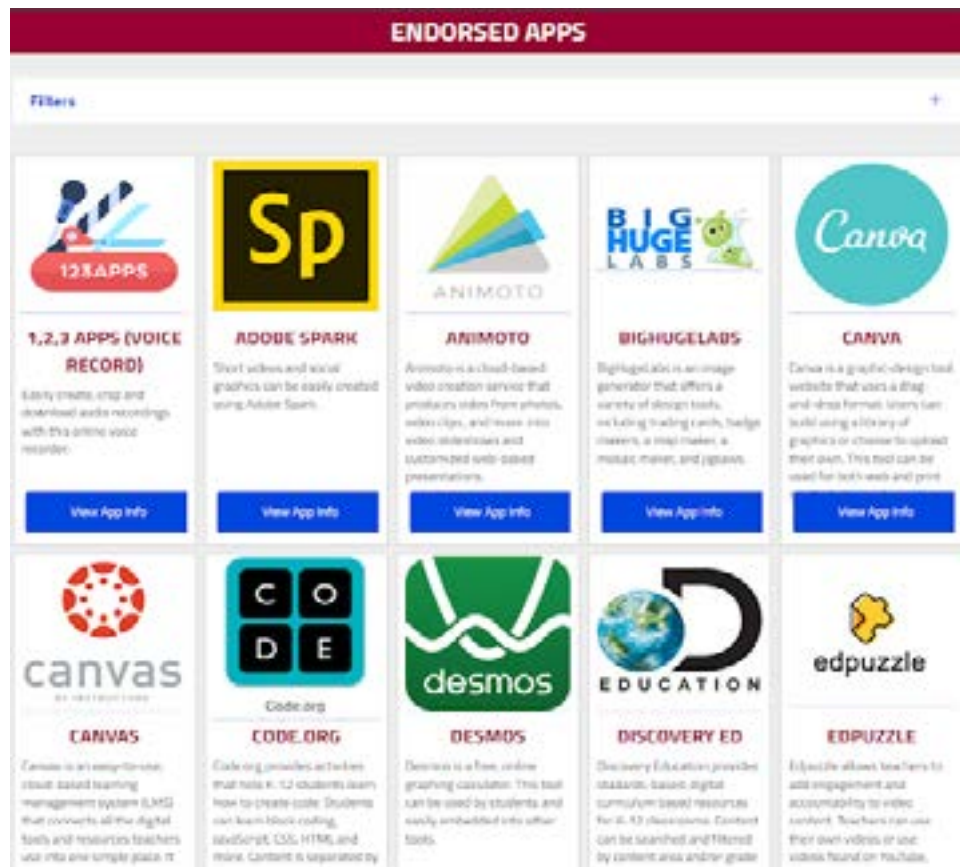 ENDORSED APPS
Filters +
123APPS
1,2,3 APPS (VOICE
RECORD)
Easily create, crop and
download audio recordings
with this online voice
recorder.
View App Info
Sp
ADOBE SPARK
Short videos and social
graphics can be easily created
using Adobe Spark.
View App Info
ANIMOTO
ANIMOTO
Animoto is a cloud-based
video creation service that
produces video from photos,
video clips, and music into
video slideshows and
customized web-based
presentations.
View App Info
BIG
HUGE
LABS
BIGHUGELABS
BigHugeLabs is an image
generator that offers a
variety of design tools,
including trading cards, badge
makers, a map maker, a
mosaic maker, and jigsaws.
View App Info
Canva
CANVA
Canva is a graphic-design tool
website that uses a drag-
and-drop format. Users can
build using a library of
graphics or choose to upload
their own. This tool can be
used for both web and print
View App Info
canvas
BY INSTRUCTURE
CANVAS
Canvas is an easy-to-use,
cloud-based learning
management system (LMS)
that connects all the digital
tools and resources teachers
use into one simple place. It
C O
D E
Code.org
CODE.ORG
Code.org provides activities
that help K-12 students learn
how to create code. Students
can learn block coding,
JavaScript, CSS, HTML, and
more. Content is separated by
desmos
DESMOS
Desmos is a free, online
graphing calculator. This tool
can be used by students and
easily embedded into other
tools.
D
EDUCATION
DISCOVERY ED
Discovery Education provides
standards-based digital
curriculum based resources
for K-12 classrooms. Content
can be searched and filtered
by content area and/or grade
edpuzzle
EDPUZZLE
Edpuzzle allows teachers to
add engagement and
accountability to video
content. Teachers can use
their own videos or use
videos found on YouTube,